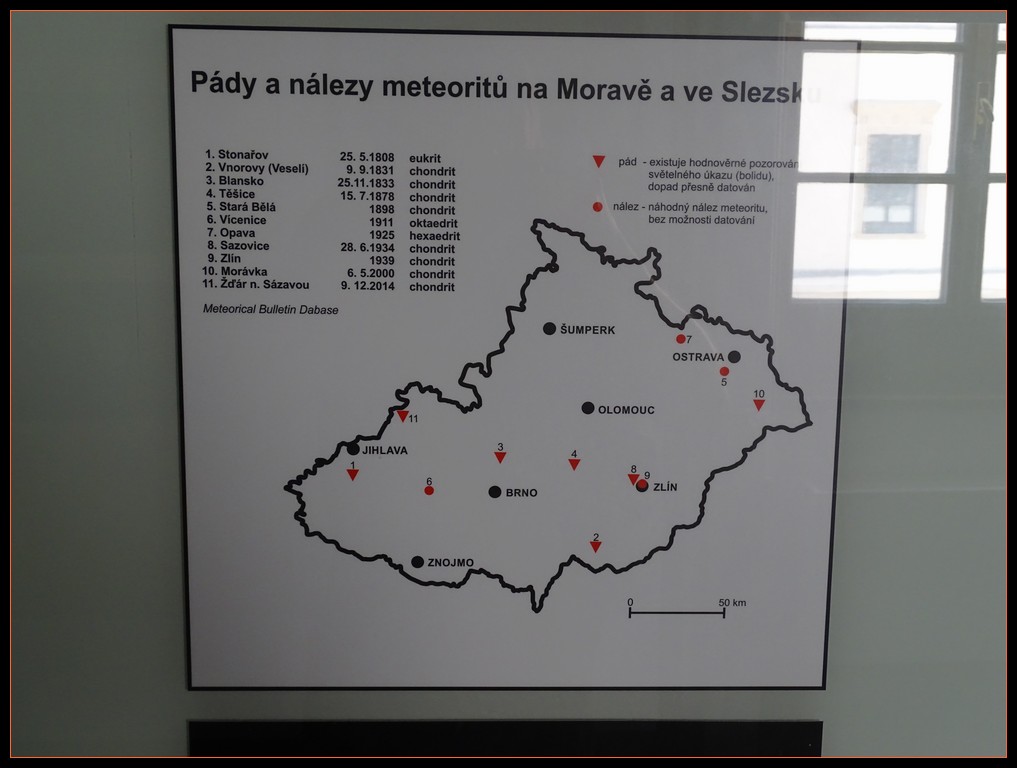 Pády a nálezy meteoritů na Moravě a ve Slezsku
1. Stonařov 25. 5.1808 eukrit
2. Vnorovy (Veselí) 9. 9.1831 chondrit
3. Blansko 25.11.1833 chondrit
4. Těšice 15. 7.1878 chondrit
5. Stará Bělá 1898 chondrit
6. Vícenice 1911 oktaedrit
7. Opava 1925 hexaedrit
8. Sazovice 28. 6.1934 chondrit
9. Zlín 1939 chondrit
10. Morávka 6. 5.2000 chondrit
11. Žďár n. Sázavou 9. 12.2014 chondrit
Meteorical Bulletin Dabase
pád - existuje hodnověrné pozorování
světelného úkazu (bolidu),
dopad přesně datován
nález - náhodný nález meteoritu,
bez možnosti datování
ŠUMPERK
7
OSTRAVA
5
10
OLOMOUC
11
JIHLAVA
3
4
1
8
9
6
BRNO
ZLÍN
2
ZNOJMO
0 50 km